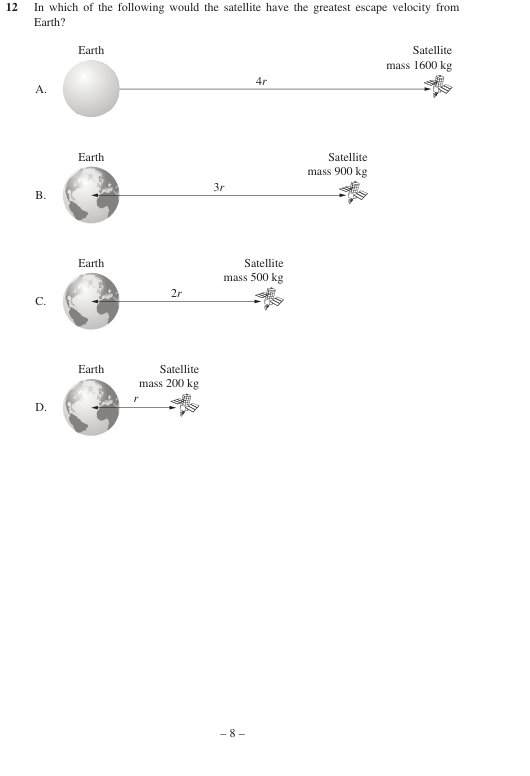 12 In which of the following would the satellite have the greatest escape velocity from
Earth?
Earth
Satellite
mass 1600 kg
A.
4r
Earth
Satellite
mass 900 kg
B.
3r
Earth
Satellite
mass 500 kg
C.
2r
Earth
Satellite
mass 200 kg
D.
r
– 8 –